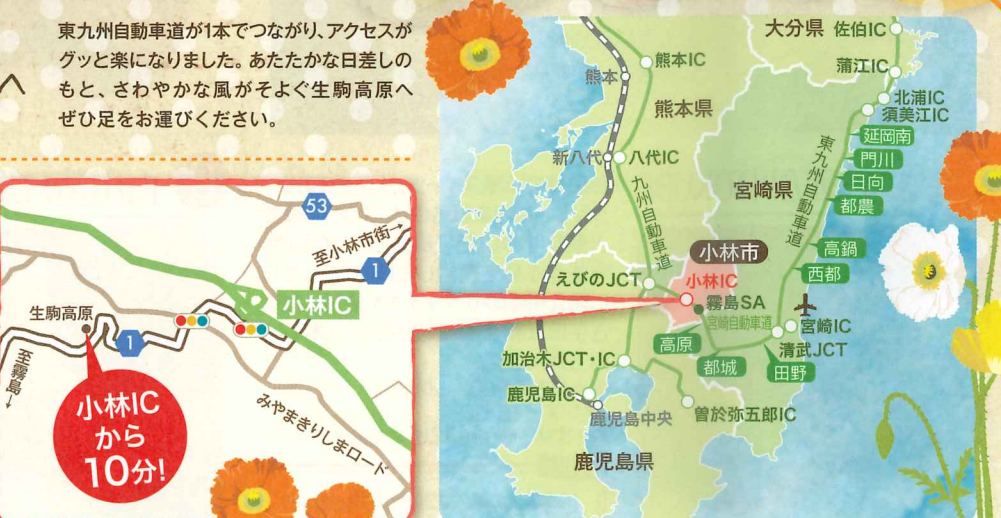 東九州自動車道が1本でつながり、アクセスが
グッと楽になりました。あたたかな日差しの
もと、さわやかな風がそよぐ生駒高原へ
ぜひ足をお運びください。
53
至小林市街→
1
小林IC
生駒高原
1
至霧島→
小林IC
から
10分!
みやまきりしまロード
大分県
佐伯IC
蒲江IC
北浦IC
須美江IC
延岡南
門川
日向
都農
東九州自動車道
高鍋
西都
熊本IC
熊本
熊本県
新八代
八代IC
九州自動車道
宮崎県
小林市
小林IC
えびのJCT
霧島SA
宮崎自動車道
宮崎IC
清武JCT
高原
都城
田野
加治木JCT・IC
鹿児島IC
鹿児島中央
曽於弥五郎IC
鹿児島県